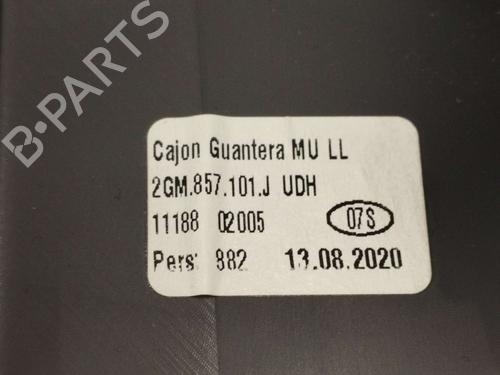 B-PARTS
Cajon Guantera MU LL
2GM.857.101.J UDH
11188 02005 07S
Pers: 882 13.08.2020